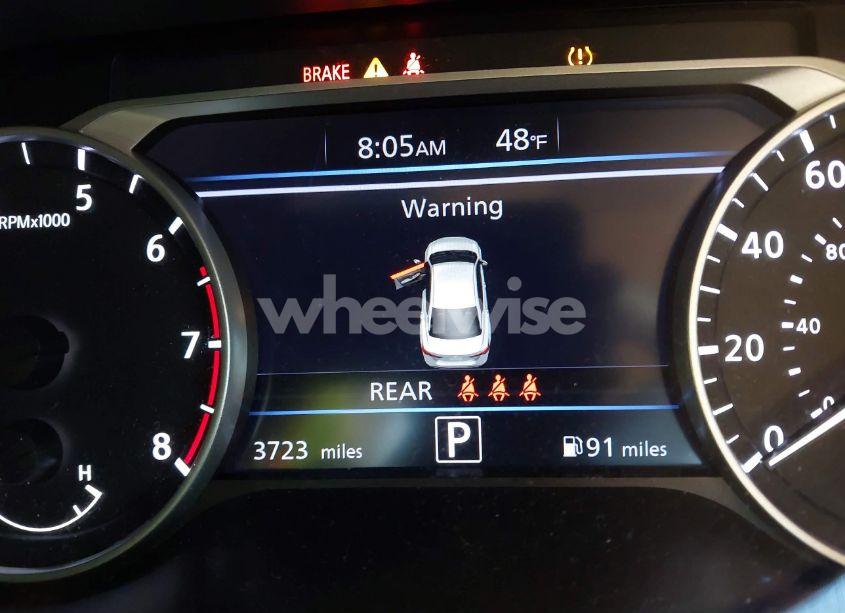 BRAKE
8:05AM 48°F
Warning
wheelwise
REAR
3723 miles P 91 miles
RPMx1000
5
6
7
8
H
60
40
20
0
80
40
0